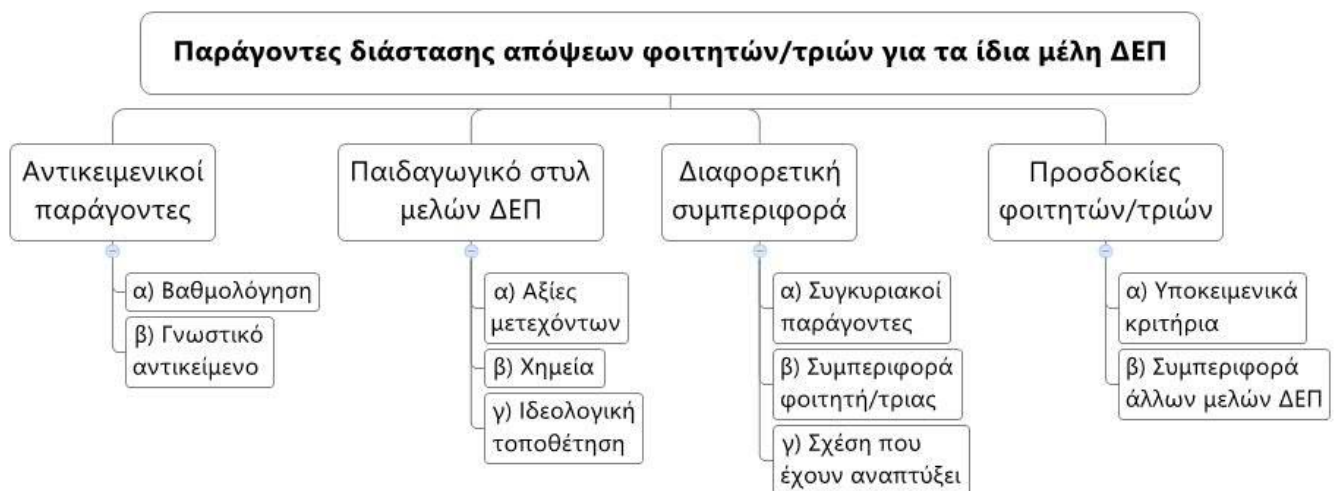 Παράγοντες διάστασης απόψεων φοιτητών/τριών για τα ίδια μέλη ΔΕΠ
Αντικειμενικοί
παράγοντες
α) Βαθμολόγηση
β) Γνωστικό
αντικείμενο
Παιδαγωγικό στυλ
μελών ΔΕΠ
α) Αξίες
μετεχόντων
β) Χημεία
γ) Ιδεολογική
τοποθέτηση
Διαφορετική
συμπεριφορά
α) Συγκυριακοί
παράγοντες
β) Συμπεριφορά
φοιτητή/τριας
γ) Σχέση που
έχουν αναπτύξει
Προσδοκίες
φοιτητών/τριών
α) Υποκειμενικά
κριτήρια
β) Συμπεριφορά
άλλων μελών ΔΕΠ